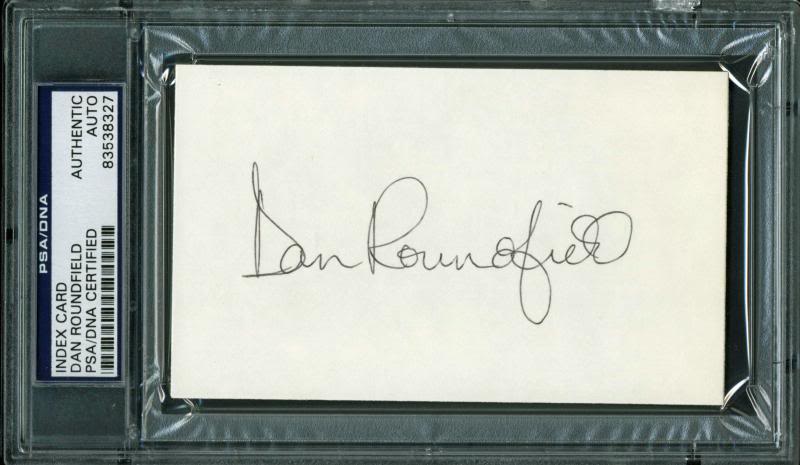 PSA/DNA
INDEX CARD
DAN ROUNDFIELD
PSA/DNA CERTIFIED
AUTHENTIC
AUTO
83538327
Dan Roundfield